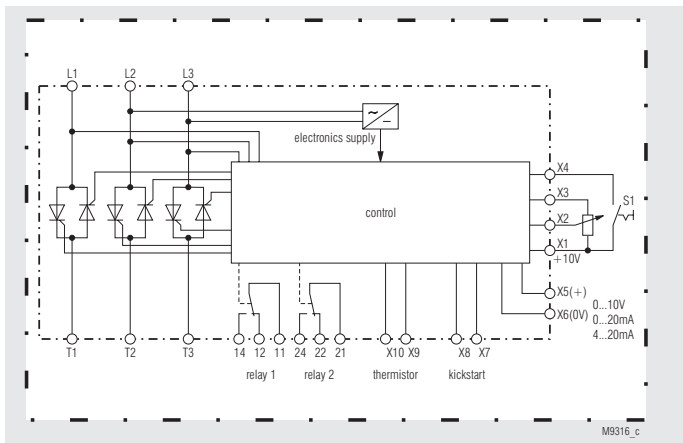 L1 L2 L3
~
–
electronics supply
control
X4
X3
S1
X2
X1
+10V
X5(+)
0...10V
X6(0V)
0...20mA
4...20mA
T1 T2 T3 14 12 11 24 22 21 X10 X9 X8 X7
relay 1 relay 2 thermistor kickstart
M9316_c